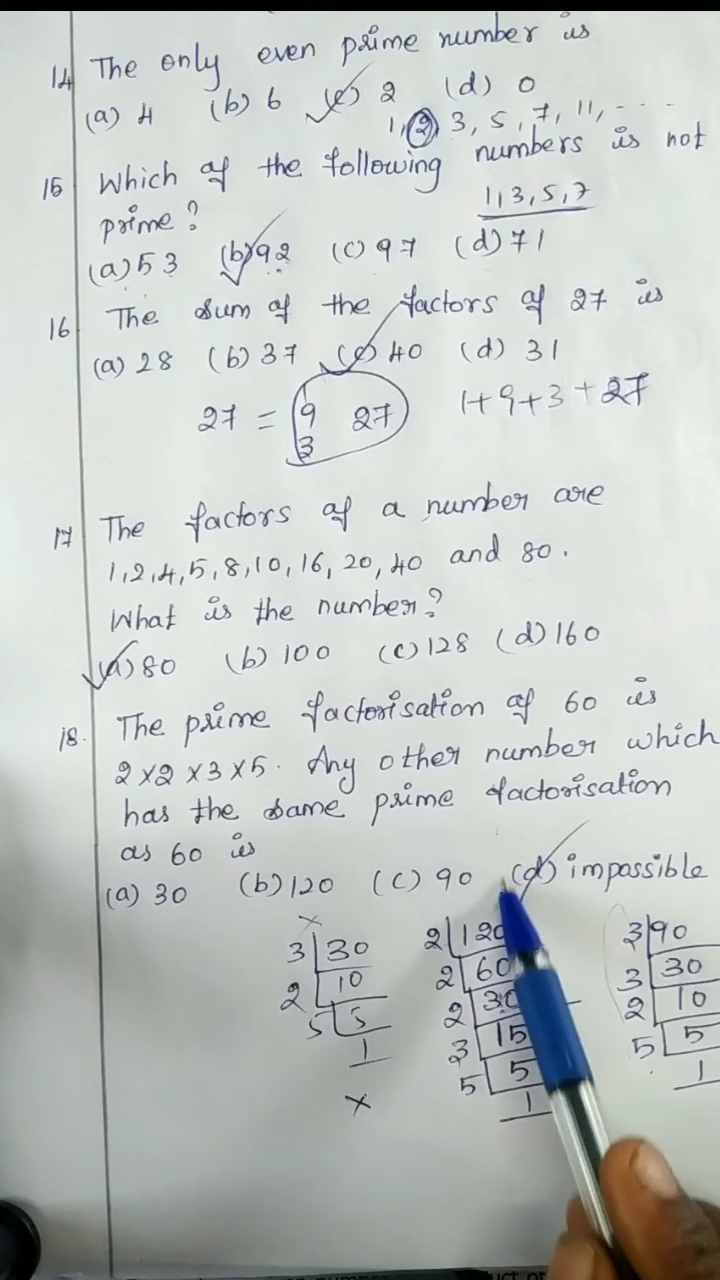 14 The only even prime number is
(a) 4 (b) 6 (c) 2 (d) 0
1, 2, 3, 5, 7, 11, - - - -
15 Which of the following numbers is not
prime? 1,3,5,7
(a) 53 (b) 92 (c) 97 (d) 71
16 The sum of the factors of 27 is
(a) 28 (b) 37 (c) 40 (d) 31
27 = 1 9 3 27 1+9+3+27
17 The factors of a number are
1,2,4,5,8,10,16,20,40 and 80.
What is the number?
(a) 80 (b) 100 (c) 128 (d) 160
18. The prime factorisation of 60 is
2×2×3×5. Any other number which
has the same prime factorisation
as 60 is
(a) 30 (b) 120 (c) 90 (d) impossible
×
3 30 2 120 3 90
2 10 2 60 3 30
5 5 2 30 2 10
1 3 15 5 5
× 5 5 1
1